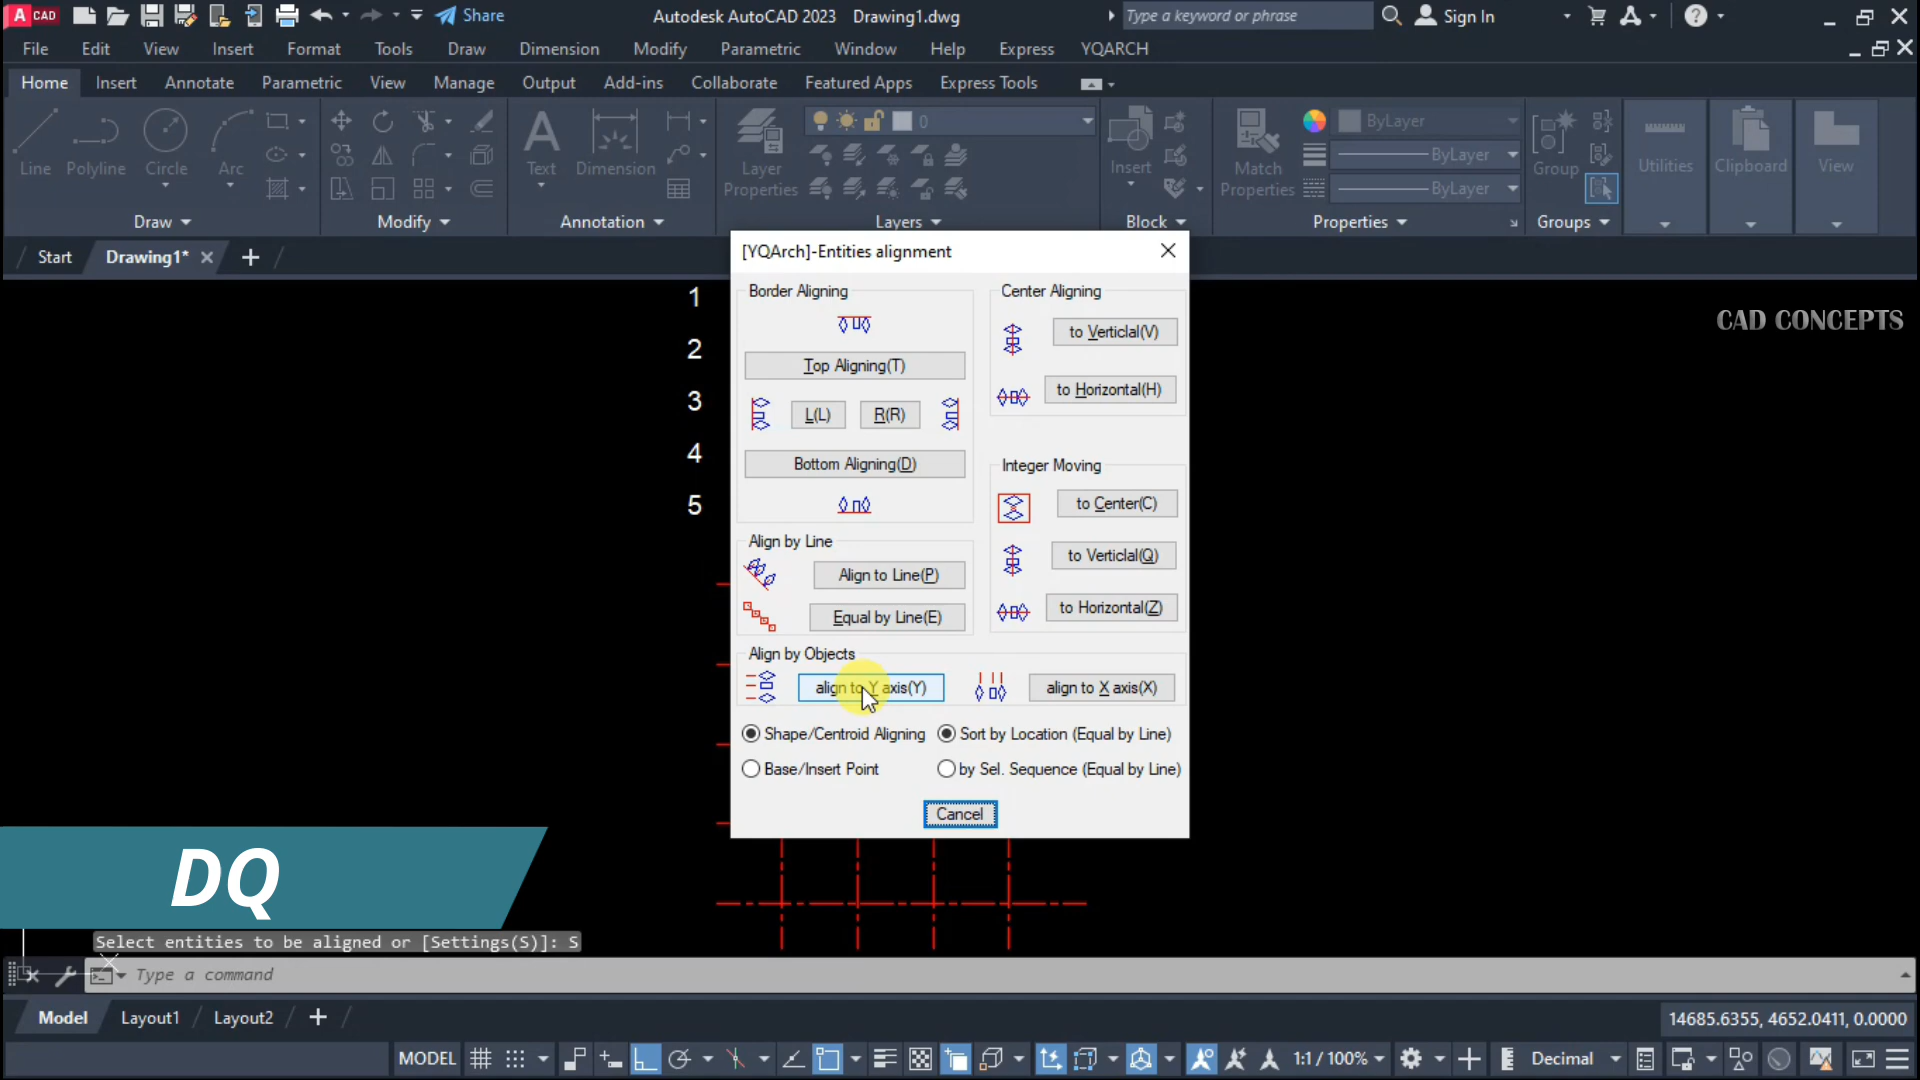 A CAD
Share
Autodesk AutoCAD 2023 Drawing1.dwg
Type a keyword or phrase
Sign In
File Edit View Insert Format Tools Draw Dimension Modify Parametric Window Help Express YQARCH
Home Insert Annotate Parametric View Manage Output Add-ins Collaborate Featured Apps Express Tools
0
ByLayer
Line Polyline Circle Arc
Text Dimension
Layer Properties
Insert
Match Properties
ByLayer
ByLayer
Group
Utilities
Clipboard
View
Draw Modify Annotation Layers Block Properties Groups
Start Drawing1*
[YQArch]-Entities alignment
1
2
3
4
5
CAD CONCEPTS
Border Aligning
Top Aligning(T)
L(L) R(R)
Bottom Aligning(D)
Center Aligning
to Verticlal(V)
to Horizontal(H)
Integer Moving
to Center(C)
to Verticlal(Q)
to Horizontal(Z)
Align by Line
Align to Line(P)
Equal by Line(E)
Align by Objects
align to Y axis(Y) align to X axis(X)
Shape/Centroid Aligning Sort by Location (Equal by Line)
Base/Insert Point by Sel. Sequence (Equal by Line)
Cancel
DQ
Select entities to be aligned or [Settings(S)]: S
Type a command
Model Layout1 Layout2
14685.6355, 4652.0411, 0.0000
MODEL 1:1 / 100% Decimal